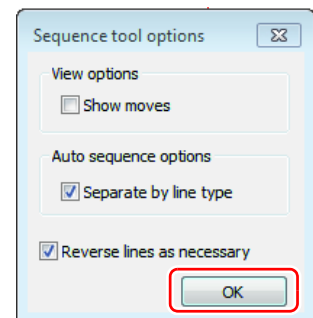 Sequence tool options
View options
Show moves
Auto sequence options
Separate by line type
Reverse lines as necessary
OK